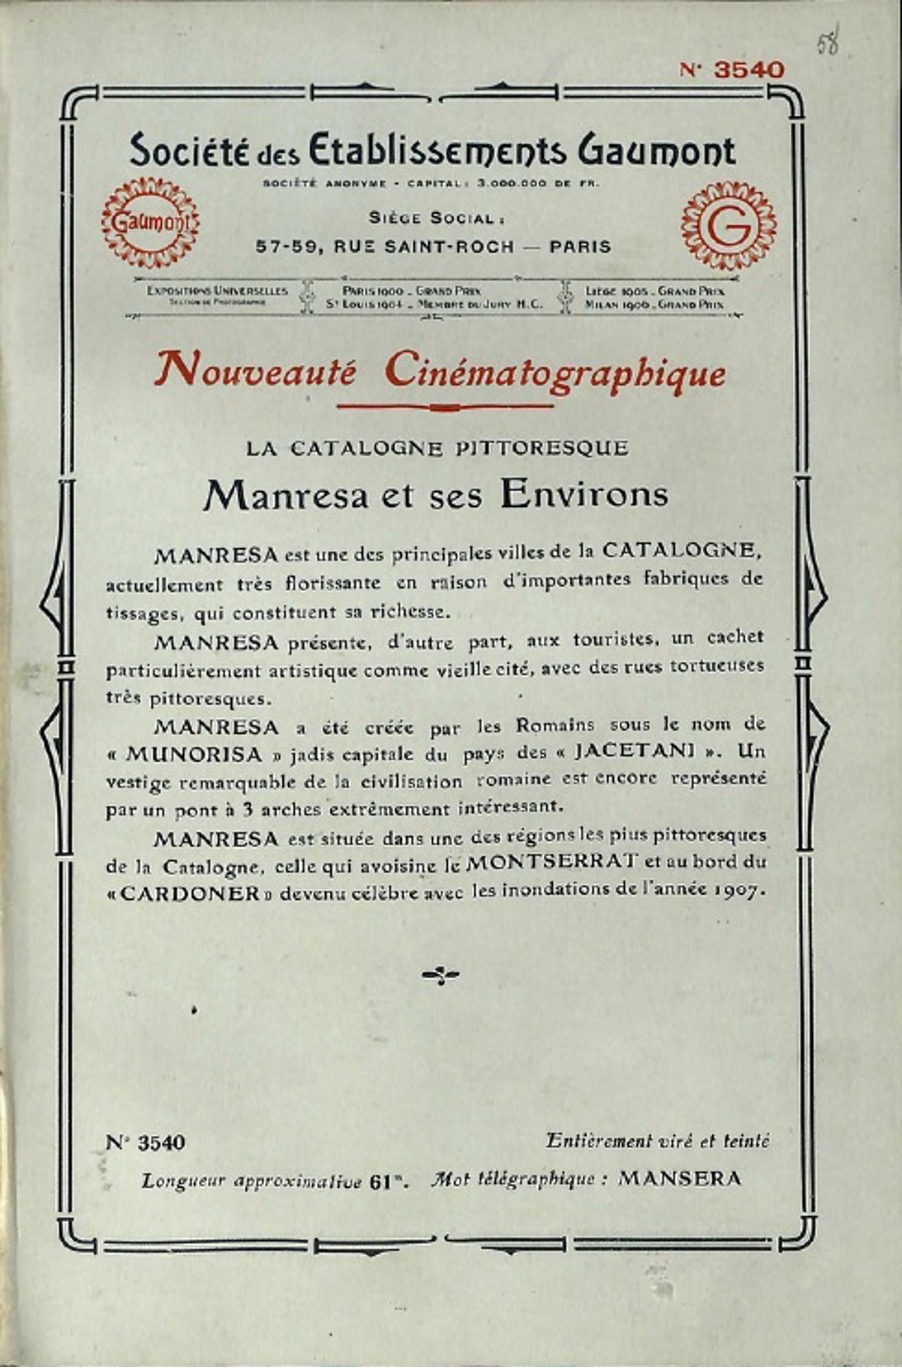 58
N° 3540
Société des Etablissements Gaumont
SOCIÉTÉ ANONYME - CAPITAL : 3.000.000 DE FR.
Gaumont
G
SIÈGE SOCIAL :
57-59, RUE SAINT-ROCH — PARIS
EXPOSITIONS UNIVERSELLES
SECTION DE PHOTOGRAPHIE
PARIS 1900 - GRAND PRIX
ST LOUIS 1904 - MEMBRE DU JURY H.C.
LIÈGE 1905 - GRAND PRIX
MILAN 1906 - GRAND PRIX
Nouveauté Cinématographique
LA CATALOGNE PITTORESQUE
Manresa et ses Environs
MANRESA est une des principales villes de la CATALOGNE,
actuellement très florissante en raison d'importantes fabriques de
tissages, qui constituent sa richesse.
MANRESA présente, d'autre part, aux touristes, un cachet
particulièrement artistique comme vieille cité, avec des rues tortueuses
très pittoresques.
MANRESA a été créée par les Romains sous le nom de
« MUNORISA » jadis capitale du pays des « JACETANI ». Un
vestige remarquable de la civilisation romaine est encore représenté
par un pont à 3 arches extrêmement intéressant.
MANRESA est située dans une des régions les plus pittoresques
de la Catalogne, celle qui avoisine le MONTSERRAT et au bord du
« CARDONER » devenu célèbre avec les inondations de l'année 1907.
N° 3540
Entièrement viré et teinté
Longueur approximative 61m. Mot télégraphique : MANSERA